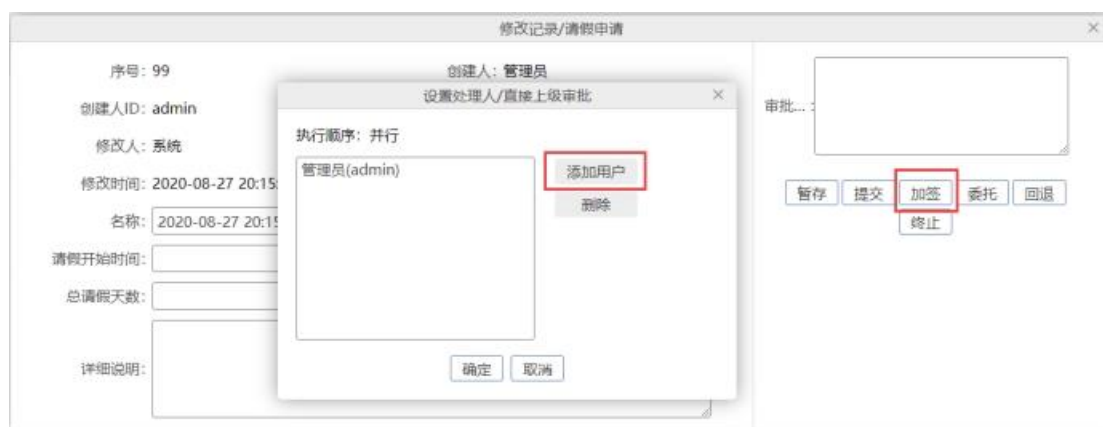 修改记录/请假申请 ×
序号: 99
创建人: 管理员
创建人ID: admin
修改人: 系统
修改时间: 2020-08-27 20:15:
名称: 2020-08-27 20:15
请假开始时间:
总请假天数:
详细说明:
设置处理人/直接上级审批 ×
执行顺序: 并行
管理员(admin)
添加用户
删除
确定 取消
审批...:
暂存 提交 加签 委托 回退
终止